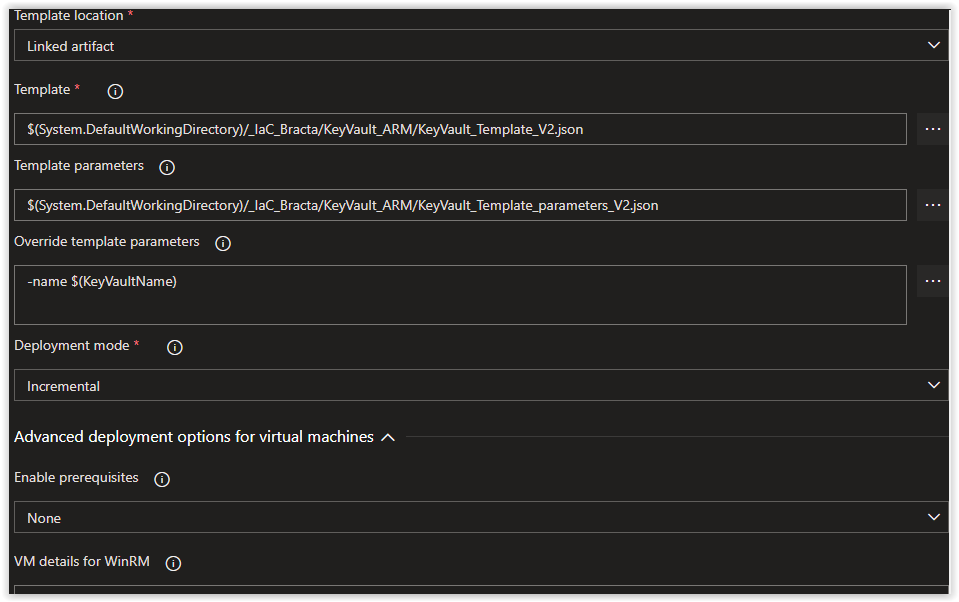 Template location *
Linked artifact
Template *
$(System.DefaultWorkingDirectory)/_IaC_Bracta/KeyVault_ARM/KeyVault_Template_V2.json
...
Template parameters
$(System.DefaultWorkingDirectory)/_IaC_Bracta/KeyVault_ARM/KeyVault_Template_parameters_V2.json
...
Override template parameters
-name $(KeyVaultName)
...
Deployment mode *
Incremental
Advanced deployment options for virtual machines
Enable prerequisites
None
VM details for WinRM